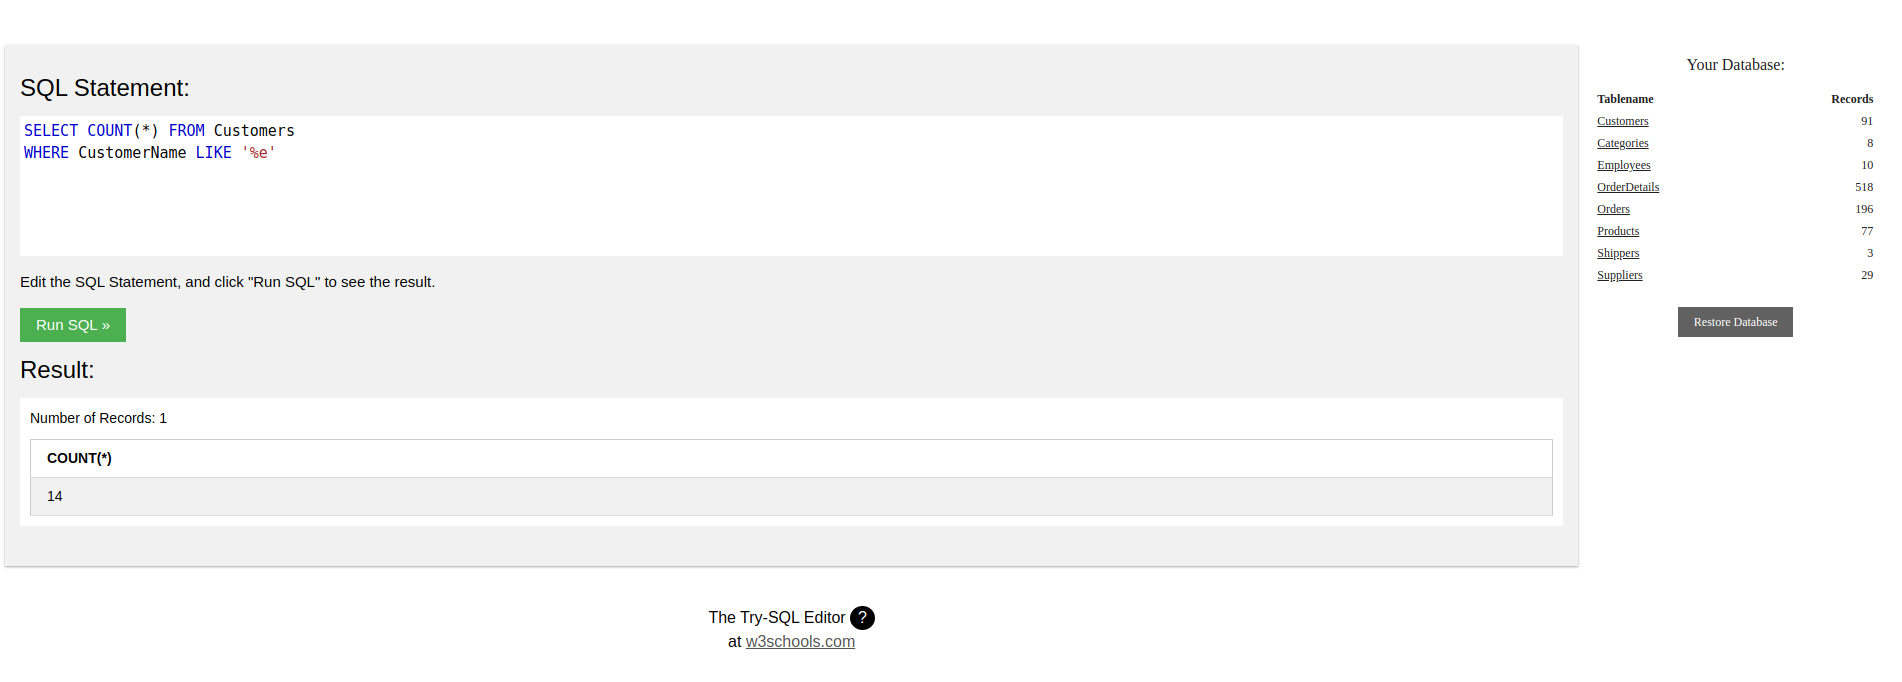 SQL Statement:
SELECT COUNT(*) FROM Customers
WHERE CustomerName LIKE '%e'
Edit the SQL Statement, and click "Run SQL" to see the result.
Run SQL »
Result:
Number of Records: 1
COUNT(*)
14
The Try-SQL Editor ?
at w3schools.com
Your Database:
Tablename Records
Customers 91
Categories 8
Employees 10
OrderDetails 518
Orders 196
Products 77
Shippers 3
Suppliers 29
Restore Database